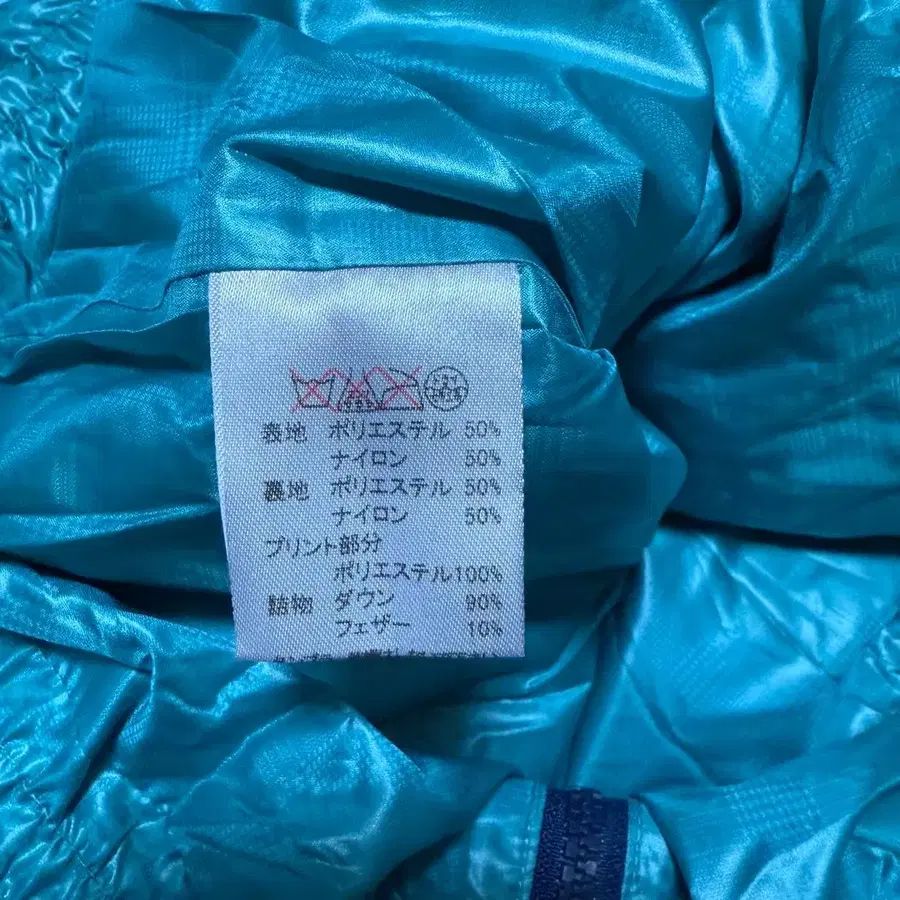 表地 ポリエステル 50%
ナイロン 50%
裏地 ポリエステル 50%
ナイロン 50%
プリント部分
ポリエステル100%
詰物 ダウン 90%
フェザー 10%